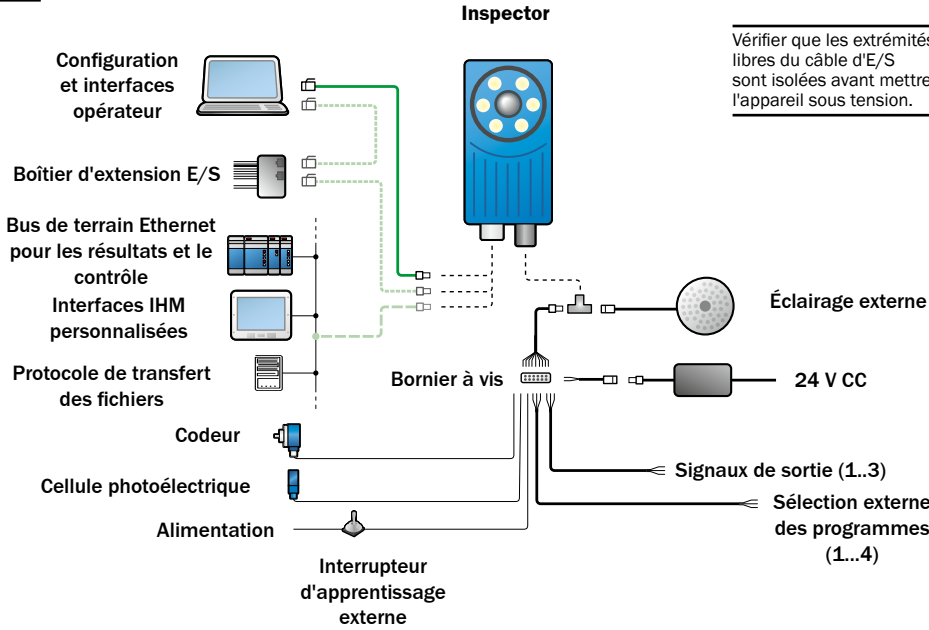 Inspector
Vérifier que les extrémités
libres du câble d'E/S
sont isolées avant mettre
l'appareil sous tension.
Configuration
et interfaces
opérateur
Boîtier d'extension E/S
Bus de terrain Ethernet
pour les résultats et le
contrôle
Interfaces IHM
personnalisées
Protocole de transfert
des fichiers
Éclairage externe
Bornier à vis
24 V CC
Codeur
Signaux de sortie (1..3)
Cellule photoélectrique
Sélection externe
des programmes
(1...4)
Alimentation
Interrupteur
d'apprentissage
externe